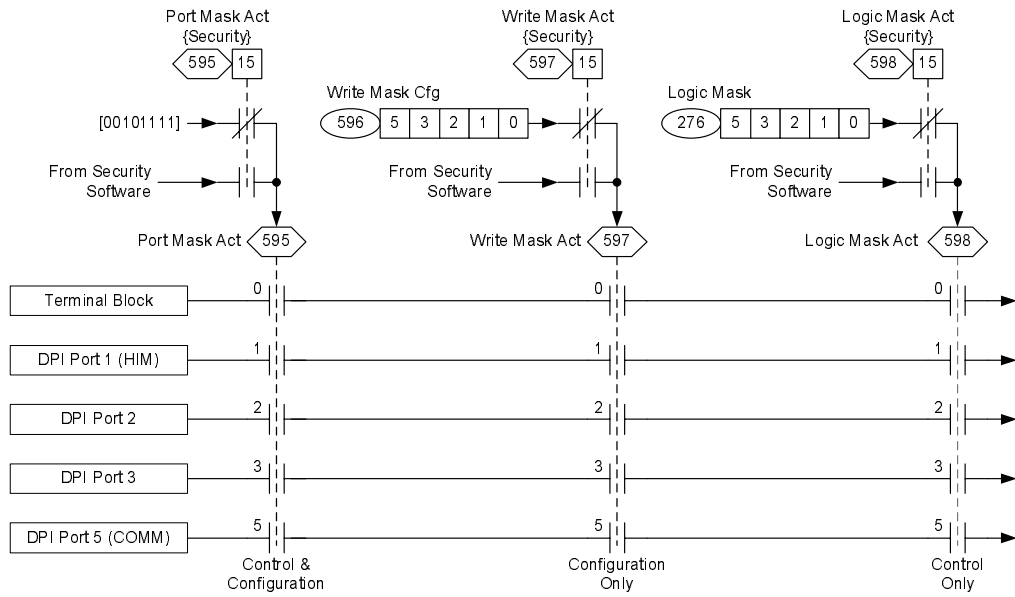 Port Mask Act
{Security}
595 15
Write Mask Act
{Security}
597 15
Logic Mask Act
{Security}
598 15
[00101111]
Write Mask Cfg
596 5 3 2 1 0
Logic Mask
276 5 3 2 1 0
From Security
Software
From Security
Software
From Security
Software
Port Mask Act 595
Write Mask Act 597
Logic Mask Act 598
Terminal Block 0 0 0
DPI Port 1 (HIM) 1 1 1
DPI Port 2 2 2 2
DPI Port 3 3 3 3
DPI Port 5 (COMM) 5 5 5
Control &
Configuration
Configuration
Only
Control
Only